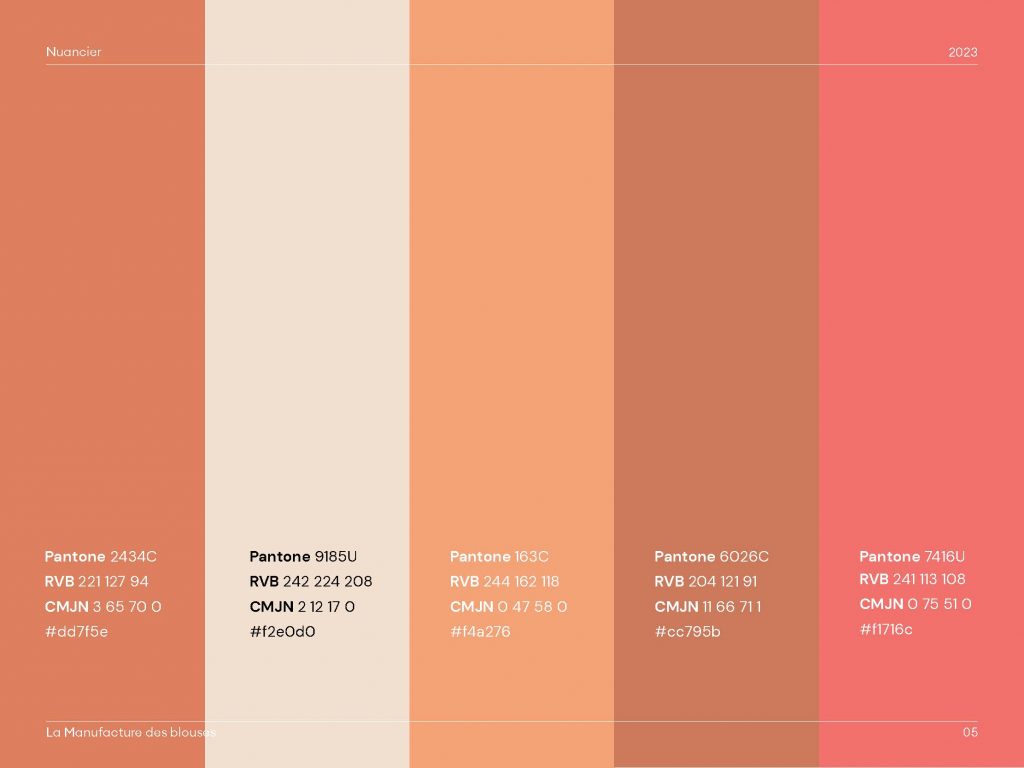 Nuancier
2023
Pantone 2434C
RVB 221 127 94
CMJN 3 65 70 0
#dd7f5e
Pantone 9185U
RVB 242 224 208
CMJN 2 12 17 0
#f2e0d0
Pantone 163C
RVB 244 162 118
CMJN 0 47 58 0
#f4a276
Pantone 6026C
RVB 204 121 91
CMJN 11 66 71 1
#cc795b
Pantone 7416U
RVB 241 113 108
CMJN 0 75 51 0
#f1716c
La Manufacture des blouses
05